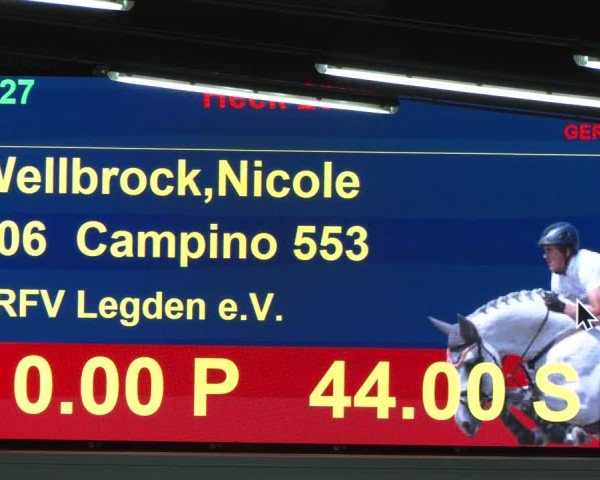 27
GER
Wellbrock,Nicole
06 Campino 553
RFV Legden e.V.
0.00 P 44.00 S